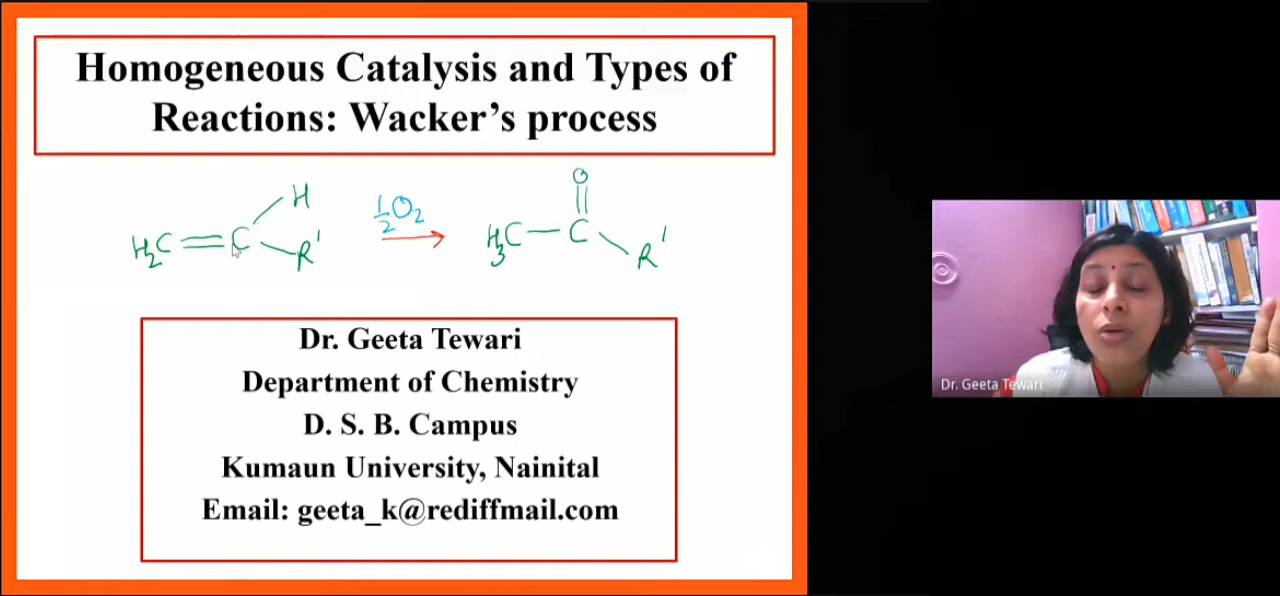 Homogeneous Catalysis and Types of
Reactions: Wacker's process
H
O
1/2 O2
H2C=C
R'
H3C-C
R'
Dr. Geeta Tewari
Department of Chemistry
D. S. B. Campus
Kumaun University, Nainital
Email: geeta_k@rediffmail.com
Dr. Geeta Tewari